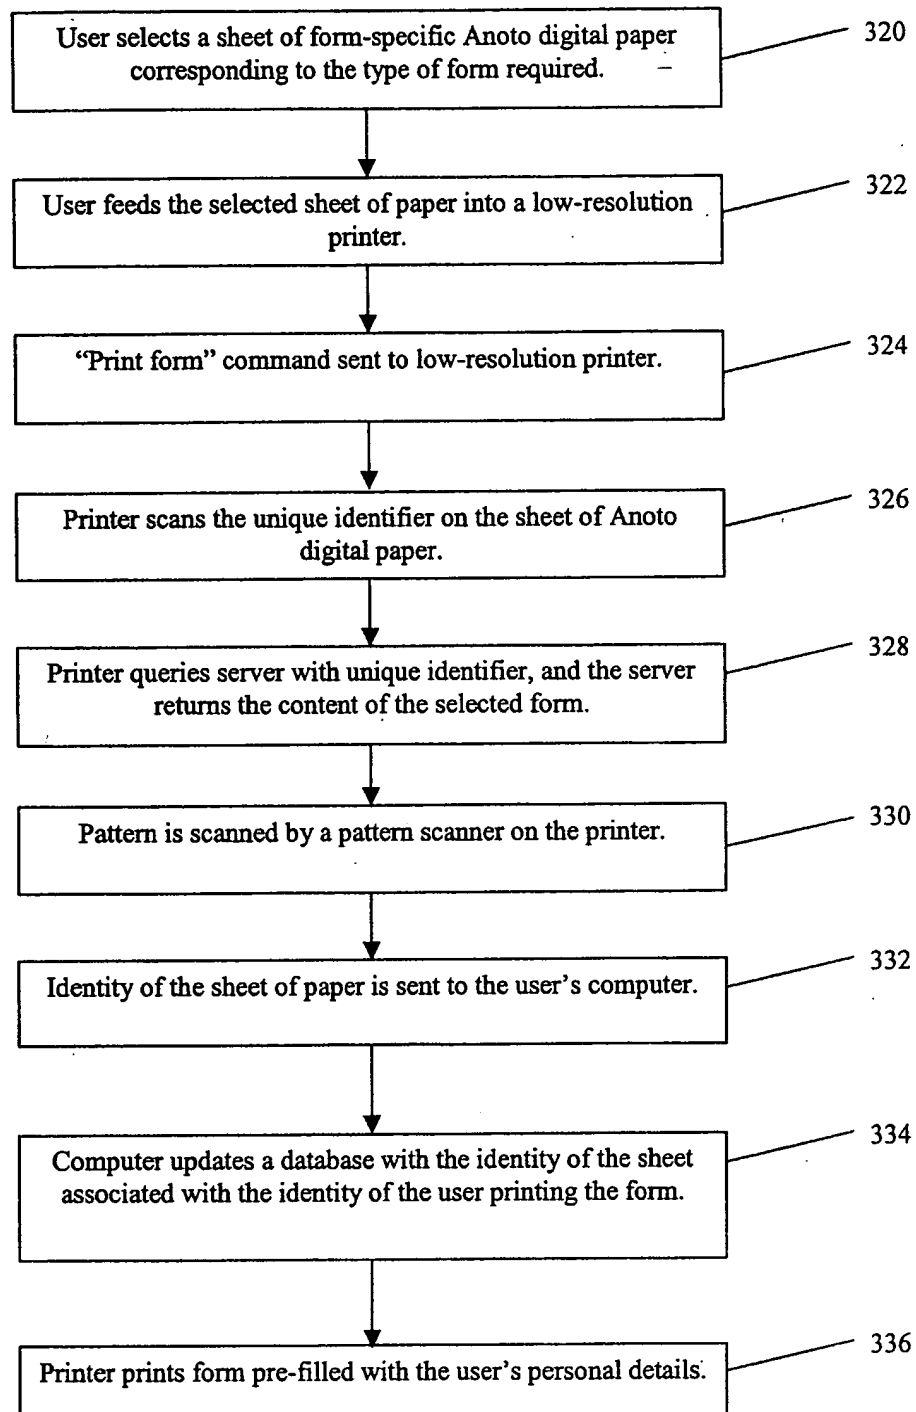 User selects a sheet of form-specific Anoto digital paper
corresponding to the type of form required.
320
User feeds the selected sheet of paper into a low-resolution
printer.
322
“Print form” command sent to low-resolution printer.
324
Printer scans the unique identifier on the sheet of Anoto
digital paper.
326
Printer queries server with unique identifier, and the server
returns the content of the selected form.
328
Pattern is scanned by a pattern scanner on the printer.
330
Identity of the sheet of paper is sent to the user’s computer.
332
Computer updates a database with the identity of the sheet
associated with the identity of the user printing the form.
334
Printer prints form pre-filled with the user’s personal details.
336